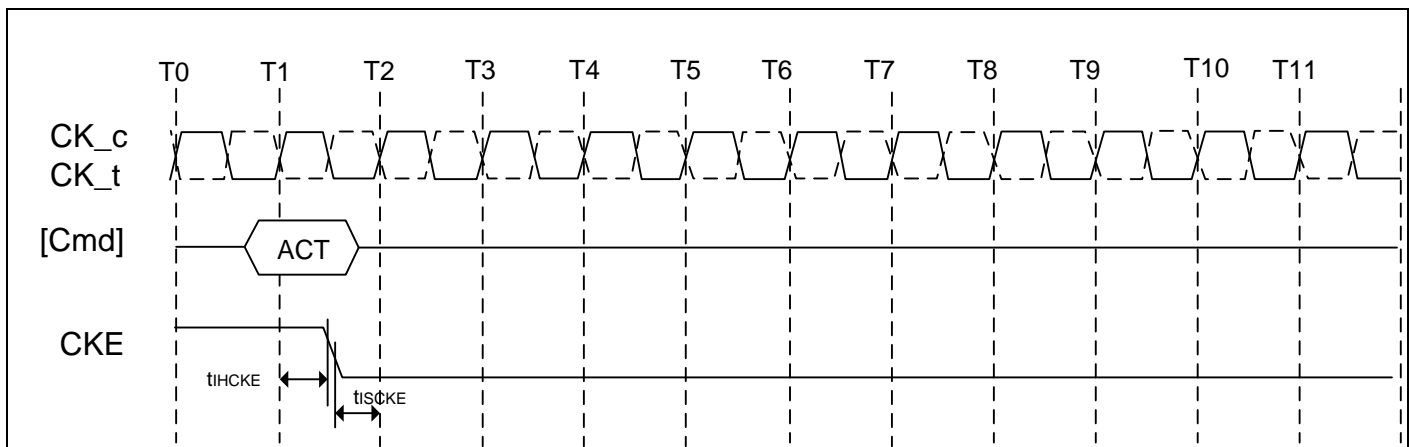 T0 T1 T2 T3 T4 T5 T6 T7 T8 T9 T10 T11
CK_c
CK_t
[Cmd] ACT
CKE
tIHCKE
tISCKE